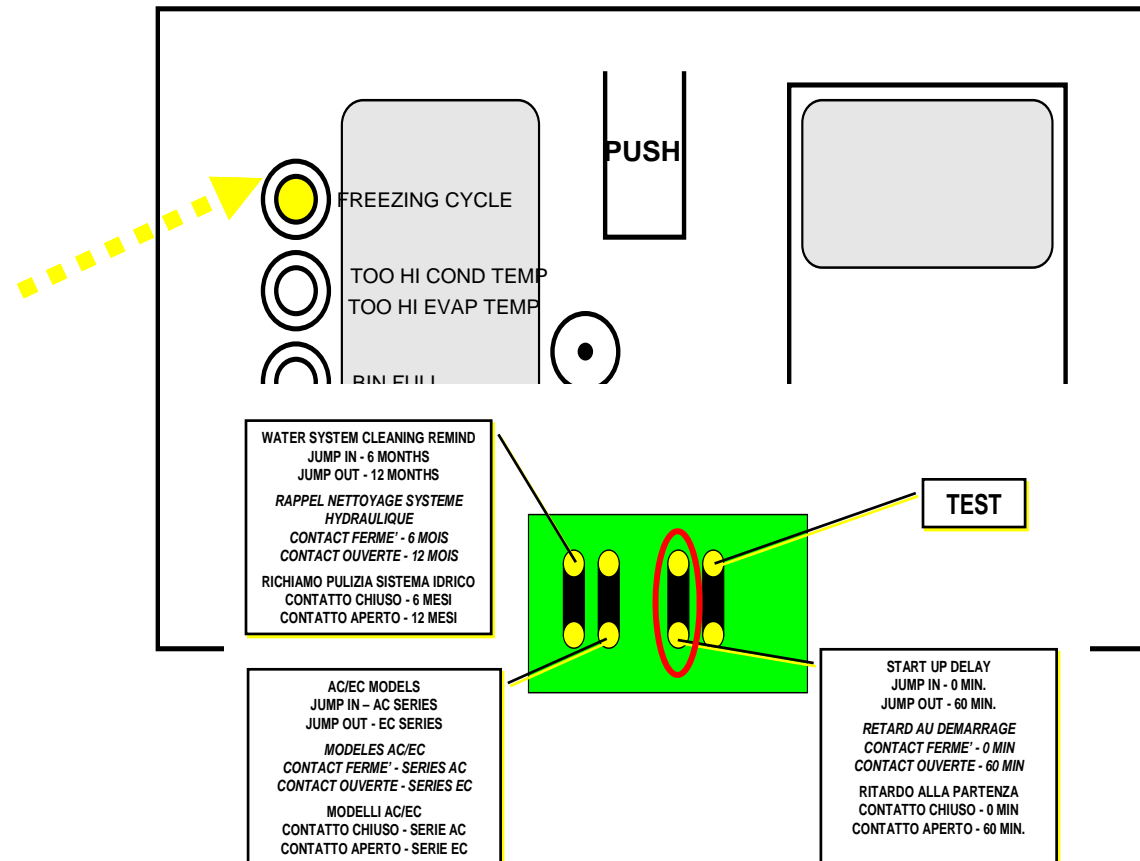 PUSH
FREEZING CYCLE
TOO HI COND TEMP
TOO HI EVAP TEMP
BIN FULL
WATER SYSTEM CLEANING REMIND
JUMP IN - 6 MONTHS
JUMP OUT - 12 MONTHS
RAPPEL NETTOYAGE SYSTEME
HYDRAULIQUE
CONTACT FERME' - 6 MOIS
CONTACT OUVERTE - 12 MOIS
RICHIAMO PULIZIA SISTEMA IDRICO
CONTATTO CHIUSO - 6 MESI
CONTATTO APERTO - 12 MESI
TEST
AC/EC MODELS
JUMP IN – AC SERIES
JUMP OUT - EC SERIES
MODELES AC/EC
CONTACT FERME' - SERIES AC
CONTACT OUVERTE - SERIES EC
MODELLI AC/EC
CONTATTO CHIUSO - SERIE AC
CONTATTO APERTO - SERIE EC
START UP DELAY
JUMP IN - 0 MIN.
JUMP OUT - 60 MIN.
RETARD AU DEMARRAGE
CONTACT FERME' - 0 MIN
CONTACT OUVERTE - 60 MIN
RITARDO ALLA PARTENZA
CONTATTO CHIUSO - 0 MIN
CONTATTO APERTO - 60 MIN.